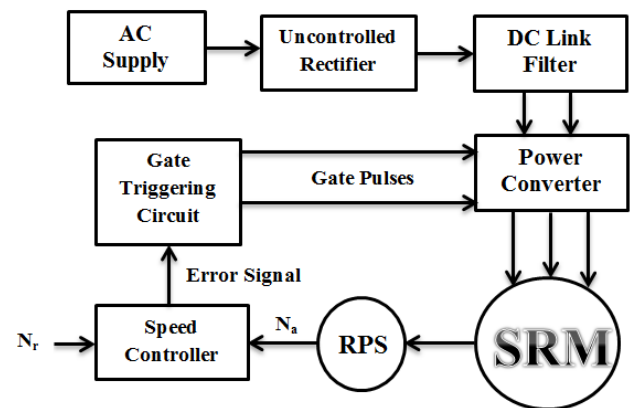 AC
Supply
Uncontrolled
Rectifier
DC Link
Filter
Gate
Triggering
Circuit
Gate Pulses
Power
Converter
Error Signal
Nr
Speed
Controller
Na
RPS
SRM